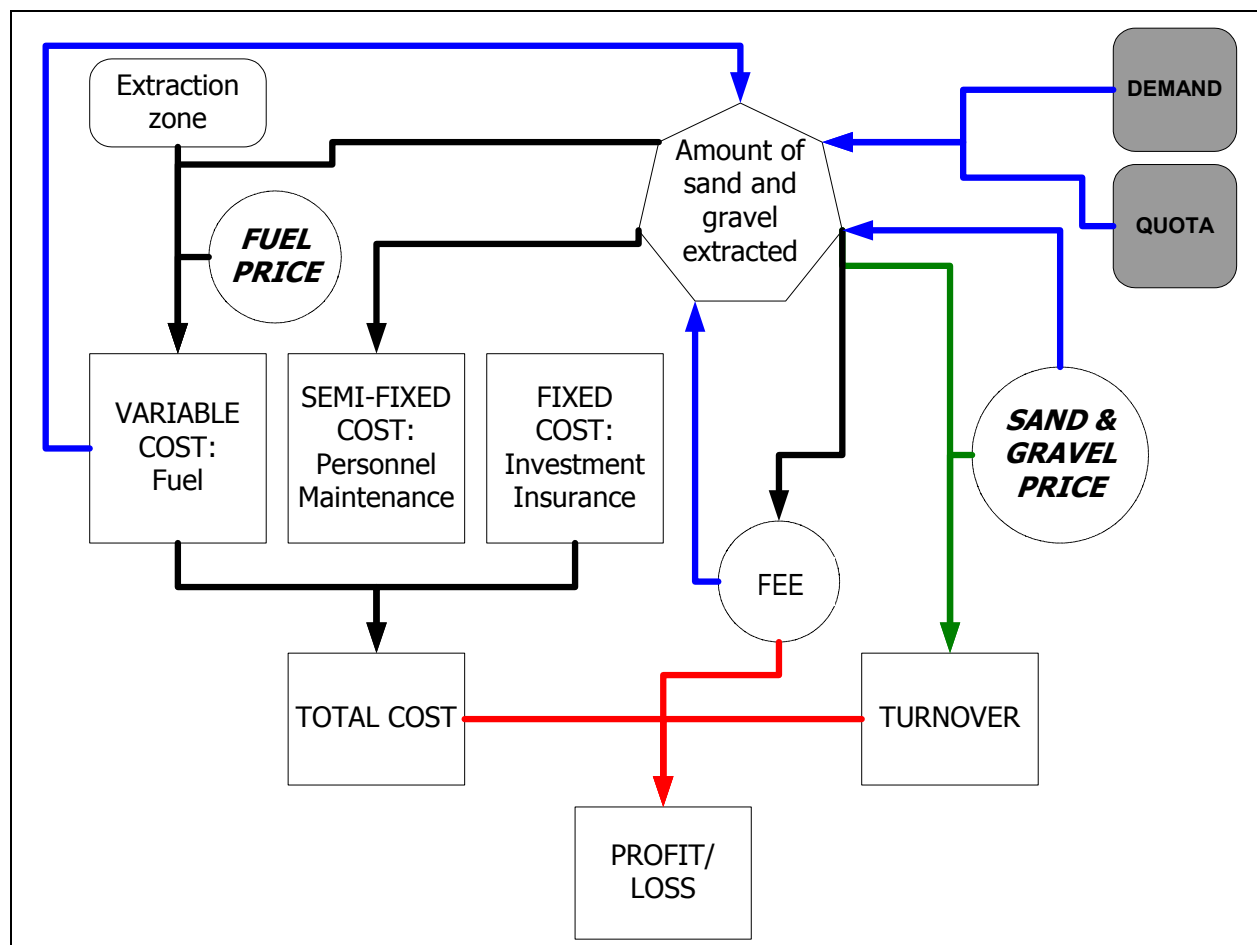 Extraction
zone
Amount of
sand and
gravel
extracted
DEMAND
QUOTA
FUEL
PRICE
VARIABLE
COST:
Fuel
SEMI-FIXED
COST:
Personnel
Maintenance
FIXED
COST:
Investment
Insurance
SAND &
GRAVEL
PRICE
FEE
TOTAL COST
TURNOVER
PROFIT/
LOSS